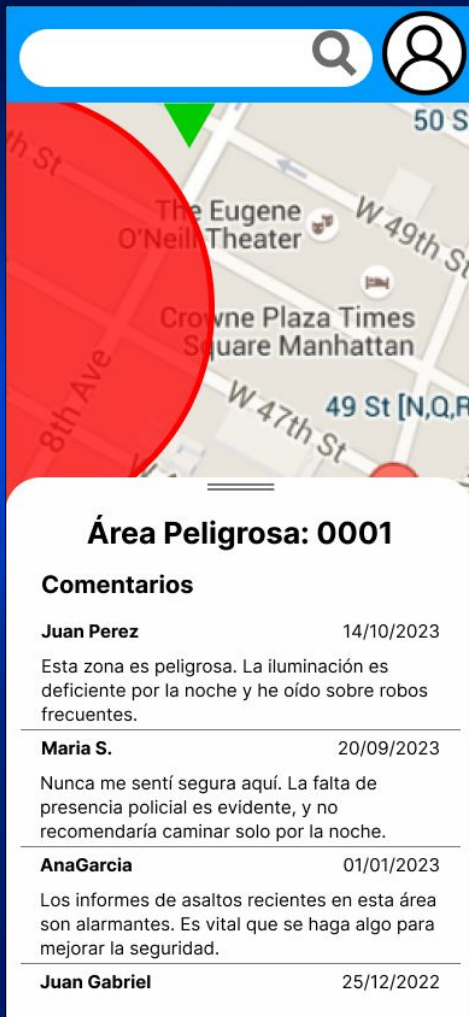 50 S
th St
The Eugene
O'Neill Theater
W 49th St
Crowne Plaza Times
Square Manhattan
8th Ave
W 47th St
49 St [N,Q,R
Área Peligrosa: 0001
Comentarios
Juan Perez 14/10/2023
Esta zona es peligrosa. La iluminación es
deficiente por la noche y he oído sobre robos
frecuentes.
Maria S. 20/09/2023
Nunca me sentí segura aquí. La falta de
presencia policial es evidente, y no
recomendaría caminar solo por la noche.
AnaGarcia 01/01/2023
Los informes de asaltos recientes en esta área
son alarmantes. Es vital que se haga algo para
mejorar la seguridad.
Juan Gabriel 25/12/2022